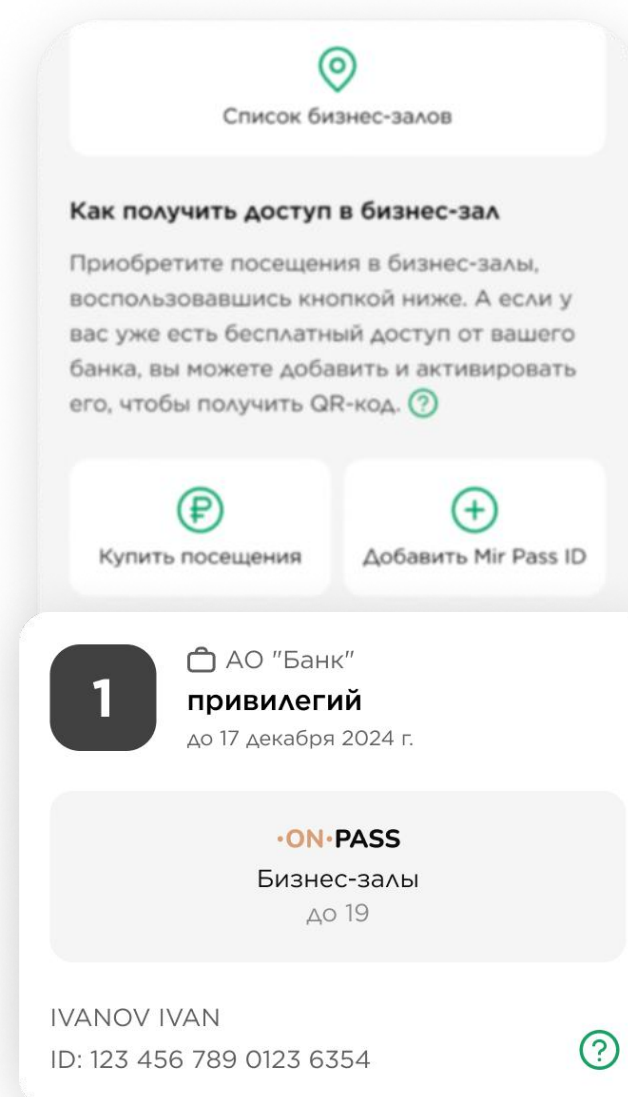 Список бизнес-залов
Как получить доступ в бизнес-зал
Приобретите посещения в бизнес-залы,
воспользовавшись кнопкой ниже. А если у
вас уже есть бесплатный доступ от вашего
банка, вы можете добавить и активировать
его, чтобы получить QR-код. ?
Купить посещения
Добавить Mir Pass ID
1
АО "Банк"
привилегий
до 17 декабря 2024 г.
·ON·PASS
Бизнес-залы
до 19
IVANOV IVAN
ID: 123 456 789 0123 6354
?